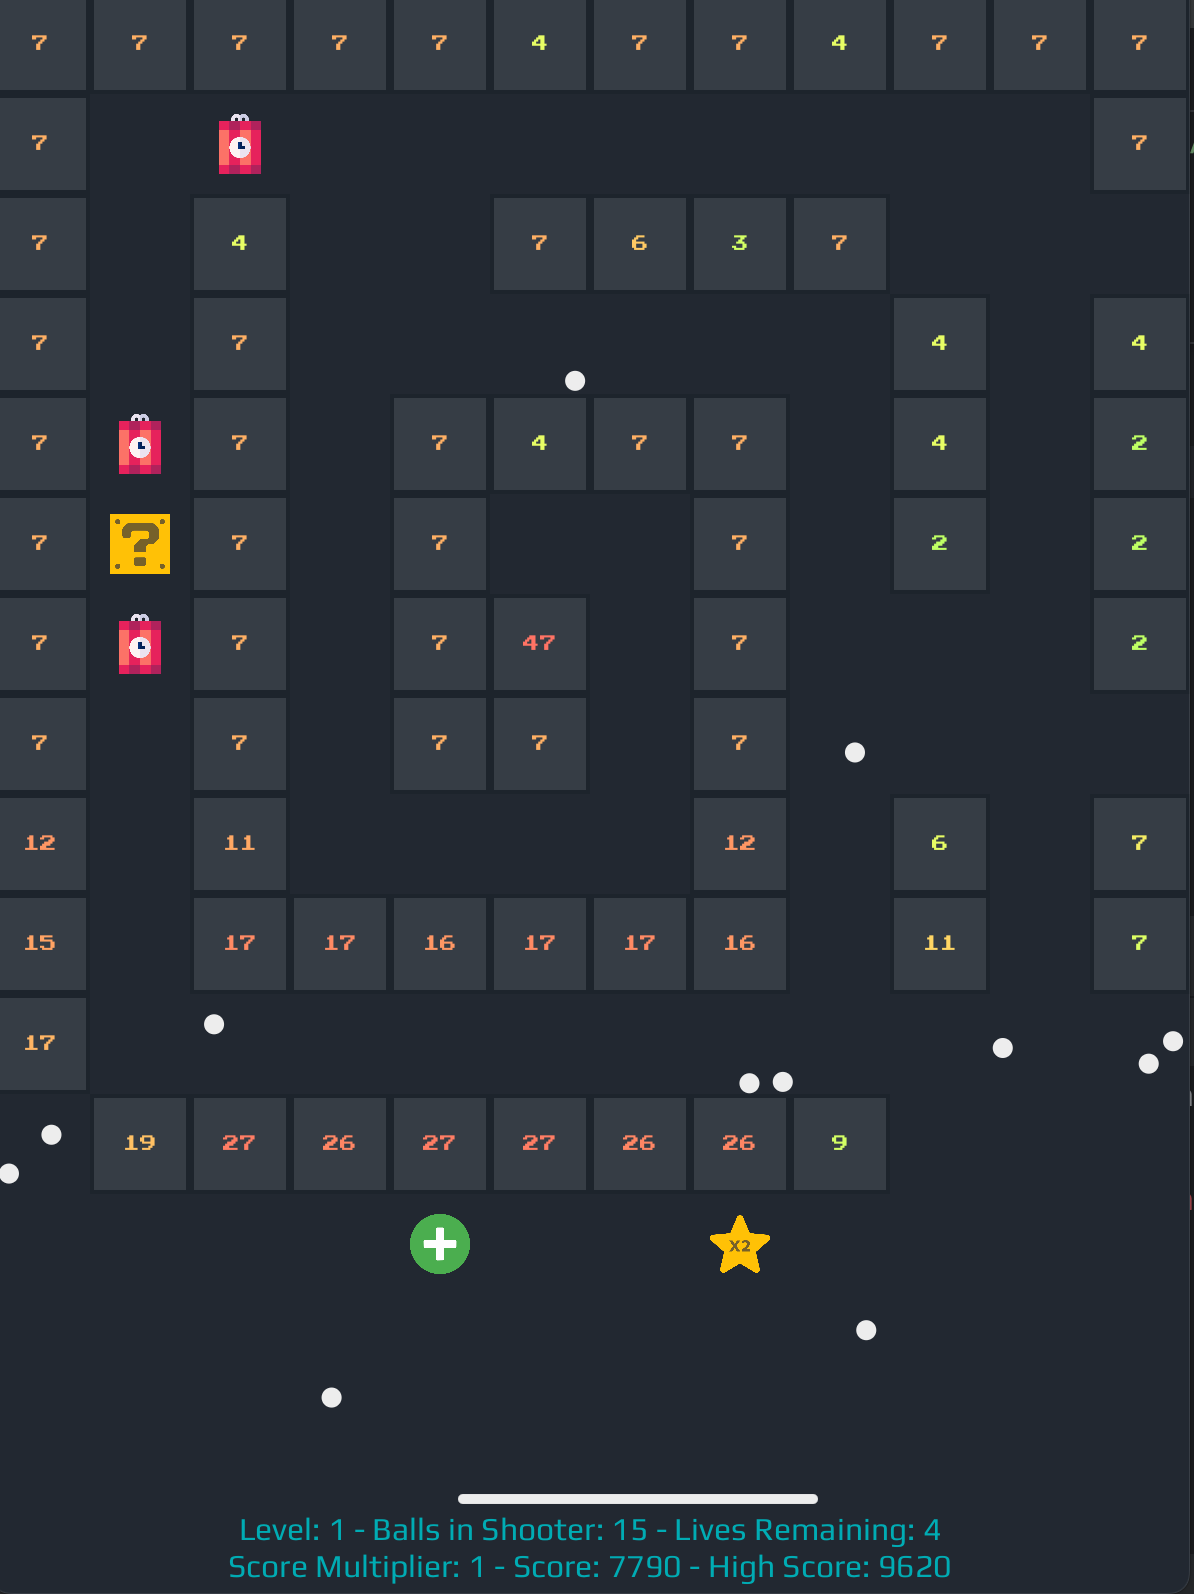 7 7 7 7 7 4 7 7 4 7 7 7
7 7
7 4 7 6 3 7
7 7 4 4
7 7 7 4 7 7 4 2
7 ? 7 7 7 2 2
7 7 7 47 7 2
7 7 7 7 7
12 11 12 6 7
15 17 17 16 17 17 16 11 7
17
19 27 26 27 27 26 26 9
X2
Level: 1 - Balls in Shooter: 15 - Lives Remaining: 4
Score Multiplier: 1 - Score: 7790 - High Score: 9620